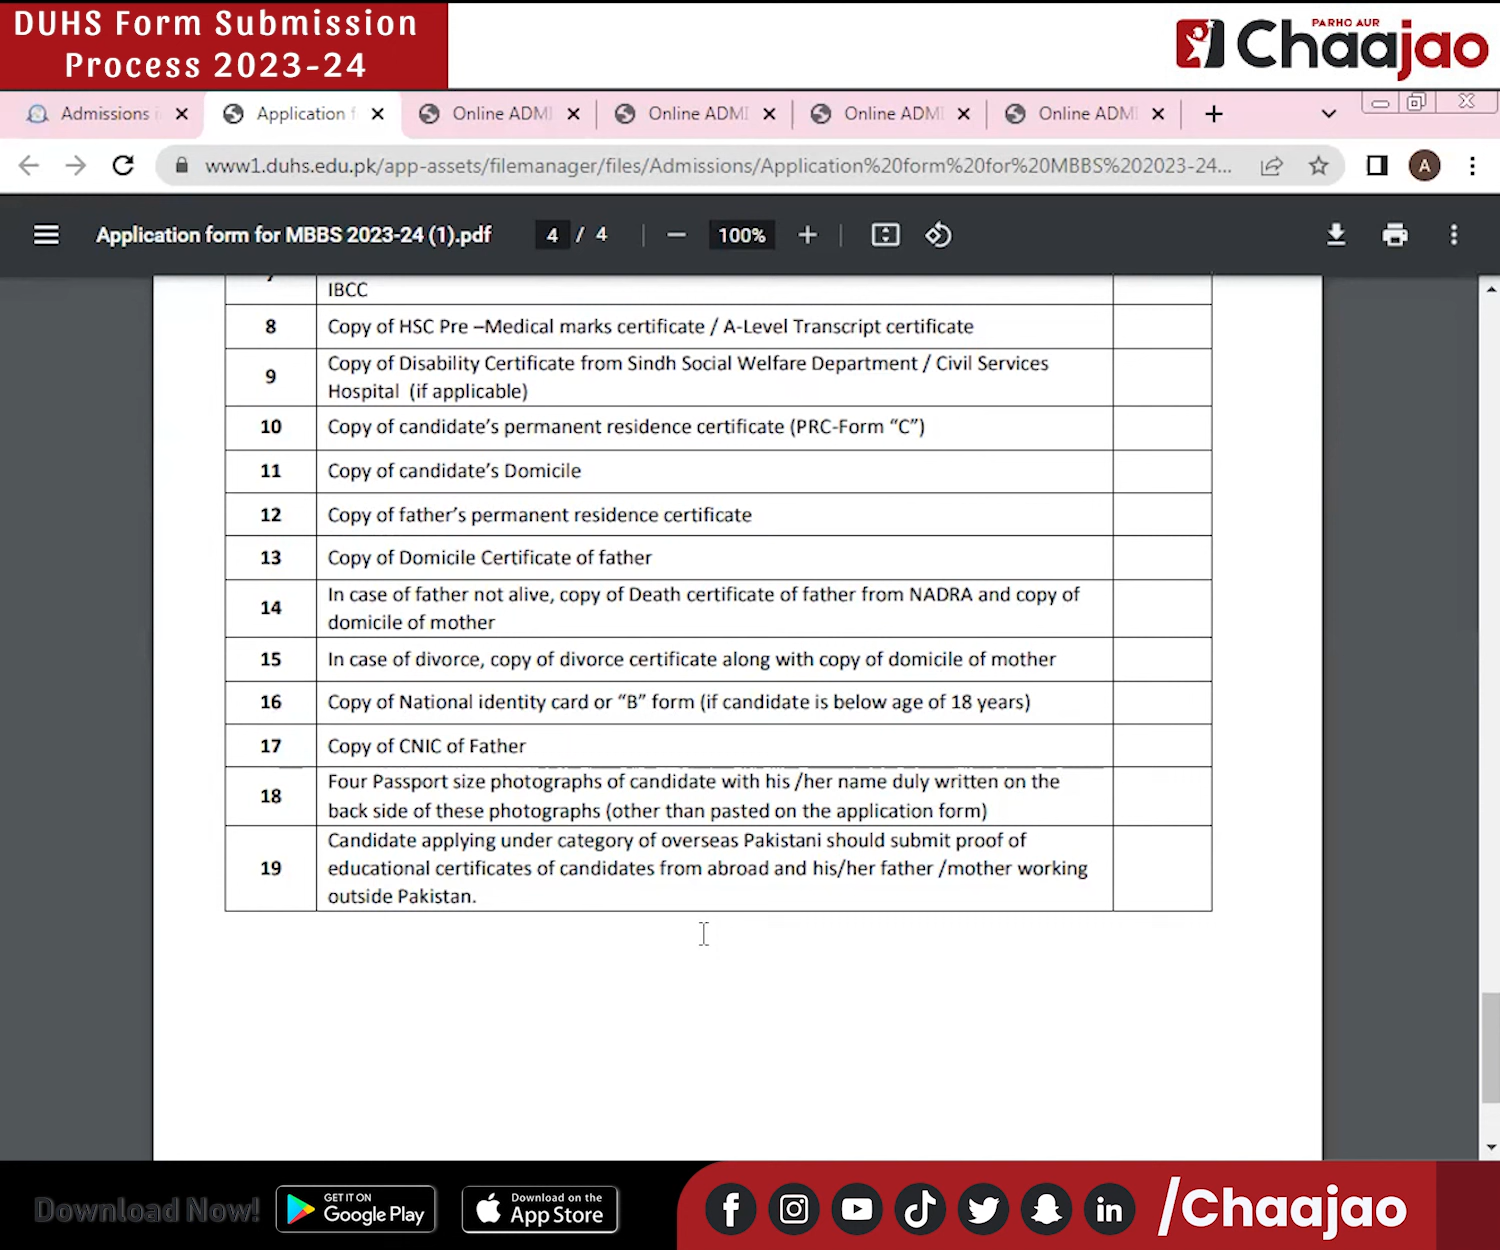 DUHS Form Submission
Process 2023-24
PARHO AUR
Chaajao
Admissions
Application f
Online ADMI
Online ADMI
Online ADMI
Online ADMI
www1.duhs.edu.pk/app-assets/filemanager/files/Admissions/Application%20form%20for%20MBBS%202023-24...
A
Application form for MBBS 2023-24 (1).pdf
4 / 4
100%
IBCC
8 Copy of HSC Pre –Medical marks certificate / A-Level Transcript certificate
9 Copy of Disability Certificate from Sindh Social Welfare Department / Civil Services
Hospital (if applicable)
10 Copy of candidate’s permanent residence certificate (PRC-Form “C”)
11 Copy of candidate’s Domicile
12 Copy of father’s permanent residence certificate
13 Copy of Domicile Certificate of father
14 In case of father not alive, copy of Death certificate of father from NADRA and copy of
domicile of mother
15 In case of divorce, copy of divorce certificate along with copy of domicile of mother
16 Copy of National identity card or “B” form (if candidate is below age of 18 years)
17 Copy of CNIC of Father
18 Four Passport size photographs of candidate with his /her name duly written on the
back side of these photographs (other than pasted on the application form)
19 Candidate applying under category of overseas Pakistani should submit proof of
educational certificates of candidates from abroad and his/her father /mother working
outside Pakistan.
Download Now!
GET IT ON
Google Play
Download on the
App Store
/Chaajao